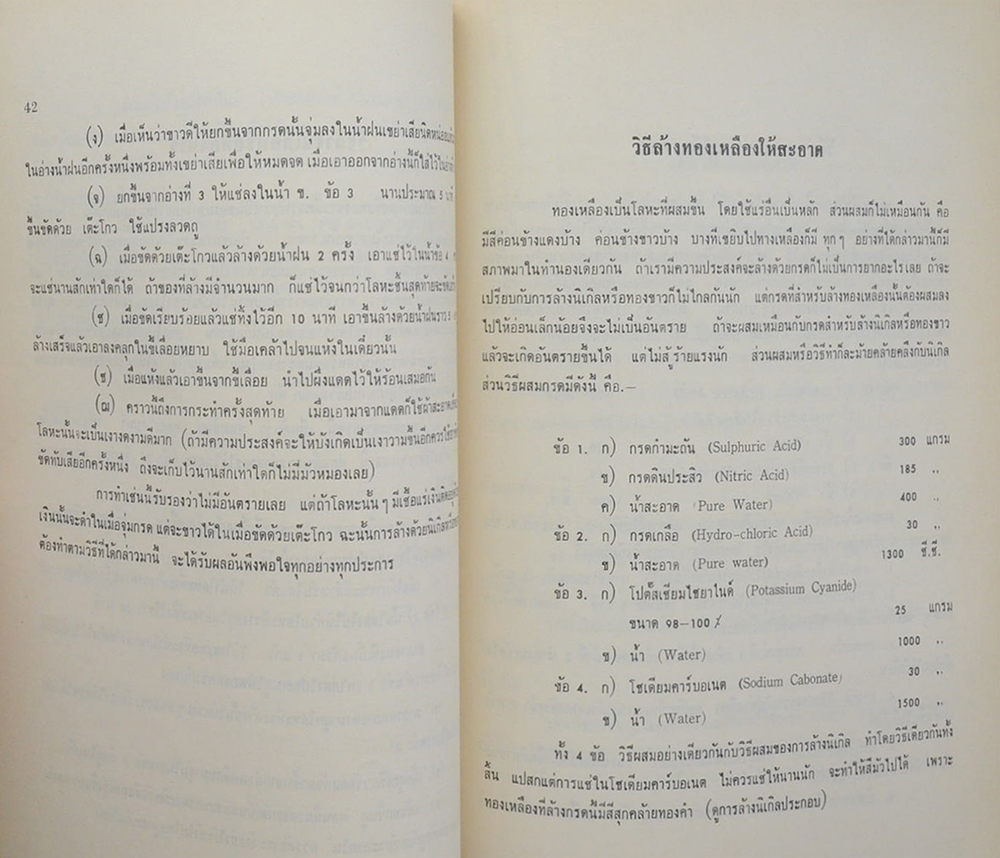 42
(ง) เมื่อเห็นว่าขาวดีให้ยกขึ้นจากกรดนั้นจุ่มลงในน้ำฝนเขย่าเสียนิดหน่อยแล้ว
ในอ่างน้ำฝนอีกครั้งหนึ่งพร้อมทั้งเขย่าเสียเพื่อให้หมดจด เมื่อเอาออกจากอ่างนี้ก็ใส่ไว้ใน
(จ) ยกขึ้นจากอ่างที่ 3 ให้แช่ลงในน้ำ ข. ข้อ 3 นานประมาณ 5
ขึ้นขัดด้วย เต๊ะโกว ใช้แปรงลวดถู
(ฉ) เมื่อขัดด้วยเต๊ะโกวแล้วล้างด้วยน้ำฝน 2 ครั้ง เอาแช่ไว้ในน้ำข้อ 4
จะแช่นานสักเท่าใดก็ได้ ถ้าของที่ล้างมีจำนวนมาก ก็แช่ไว้จนกว่าโลหะชิ้นสุดท้ายจะขัด
(ช) เมื่อขัดเรียบร้อยแล้วแช่ทิ้งไว้อีก 10 นาที เอาขึ้นล้างด้วยน้ำฝนราว 5
ล้างเสร็จแล้วเอาลงคลุกในขี้เลื่อยหยาบ ใช้มือเคล้าไปจนแห้งในเดี๋ยวนั้น
(ซ) เมื่อแห้งแล้วเอาขึ้นจากขี้เลื่อย นำไปผึ่งแดดไว้ให้ร้อนเสมอกัน
(ฌ) คราวนี้ถึงการกระทำครั้งสุดท้าย เมื่อเอามาจากแดดก็ใช้ผ้าสะอาด
โลหะนั้นจะเป็นเงางดงามดีมาก (ถ้ามีความประสงค์จะให้บังเกิดเป็นเงาวามขึ้นอีกควรใช้
ขัดทับเสียอีกครั้งหนึ่ง ถึงจะเก็บไว้นานสักเท่าใดก็ไม่มีมัวหมองเลย)
การทำเช่นนี้รับรองว่าไม่มีอันตรายเลย แต่ถ้าโลหะนั้น ๆ มีเชื้อแร่เงินติดอยู่
เงินนั้นจะดำในเมื่อจุ่มกรด แต่จะขาวได้ในเมื่อขัดด้วยเต๊ะโกว ฉะนั้นการล้างด้วยนิเกิล
ต้องทำตามวิธีที่ได้กล่าวมานี้ จะได้รับผลอันพึงพอใจทุกอย่างทุกประการ
วิธีล้างทองเหลืองให้สะอาด
ทองเหลืองเป็นโลหะที่ผสมขึ้น โดยใช้แร่อื่นเป็นหลัก ส่วนผสมก็ไม่เหมือนกัน คือ
มีสีค่อนข้างแดงบ้าง ค่อนข้างขาวบ้าง บางทีเขยิบไปทางเหลืองก็มี ทุก ๆ อย่างที่ได้กล่าวมานี้ก็มี
สภาพมาในทำนองเดียวกัน ถ้าเรามีความประสงค์จะล้างด้วยกรดก็ไม่เป็นการยากอะไรเลย ถ้าจะ
เปรียบกับการล้างนิเกิลหรือทองขาวก็ไม่ไกลกันนัก แต่กรดที่สำหรับล้างทองเหลืองนั้นต้องผสมลง
ไปให้อ่อนเล็กน้อยจึงจะไม่เป็นอันตราย ถ้าจะผสมเหมือนกับกรดสำหรับล้างนิเกิลหรือทองขาว
แล้วจะเกิดอันตรายขึ้นได้ แต่ไม่สู้ร้ายแรงนัก ส่วนผสมหรือวิธีทำก็ละม้ายคล้ายคลึงกับนิเกิล
ส่วนวิธีผสมกรดมีดังนี้ คือ.—
ข้อ 1. ก) กรดกำมะถัน (Sulphuric Acid) 300 แกรม
ข) กรดดินประสิว (Nitric Acid) 185 ,,
ค) น้ำสะอาด (Pure Water) 400 ,,
ข้อ 2. ก) กรดเกลือ (Hydro-chloric Acid) 30 ,,
ข) น้ำสะอาด (Pure water) 1300 ซี.ซี.
ข้อ 3. ก) โปตัสเซียมไซยาไนด์ (Potassium Cyanide)
ขนาด 98—100 % 25 แกรม
ข) น้ำ (Water) 1000 ,,
ข้อ 4. ก) โซเดียมคาร์บอเนต (Sodium Cabonate) 30 ,,
ข) น้ำ (Water) 1500 ,,
ทั้ง 4 ข้อ วิธีผสมอย่างเดียวกันกับวิธีผสมของการล้างนิเกิล ทำโดยวิธีเดียวกันทั้ง
สิ้น แปลกแต่การแช่ในโซเดียมคาร์บอเนต ไม่ควรแช่ให้นานนัก จะทำให้สีมัวไปได้ เพราะ
ทองเหลืองที่ล้างกรดนี้มีสีสุกคล้ายทองคำ (ดูการล้างนิเกิลประกอบ)